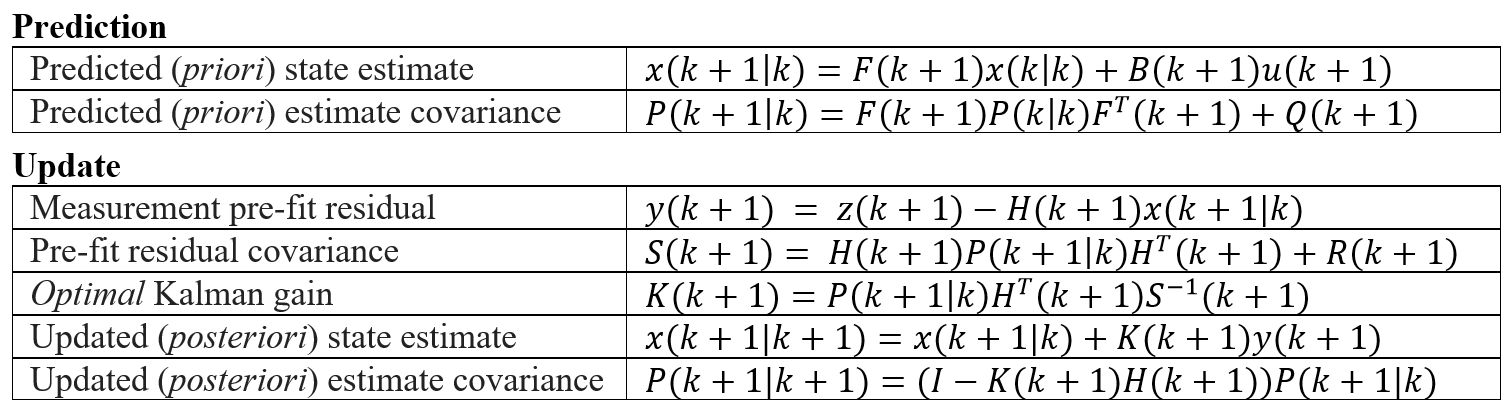 Prediction
Predicted (priori) state estimate x(k + 1|k) = F(k + 1)x(k|k) + B(k + 1)u(k + 1)
Predicted (priori) estimate covariance P(k + 1|k) = F(k + 1)P(k|k)Fᵀ(k + 1) + Q(k + 1)
Update
Measurement pre-fit residual y(k + 1) = z(k + 1) − H(k + 1)x(k + 1|k)
Pre-fit residual covariance S(k + 1) = H(k + 1)P(k + 1|k)Hᵀ(k + 1) + R(k + 1)
Optimal Kalman gain K(k + 1) = P(k + 1|k)Hᵀ(k + 1)S⁻¹(k + 1)
Updated (posteriori) state estimate x(k + 1|k + 1) = x(k + 1|k) + K(k + 1)y(k + 1)
Updated (posteriori) estimate covariance P(k + 1|k + 1) = (I − K(k + 1)H(k + 1))P(k + 1|k)